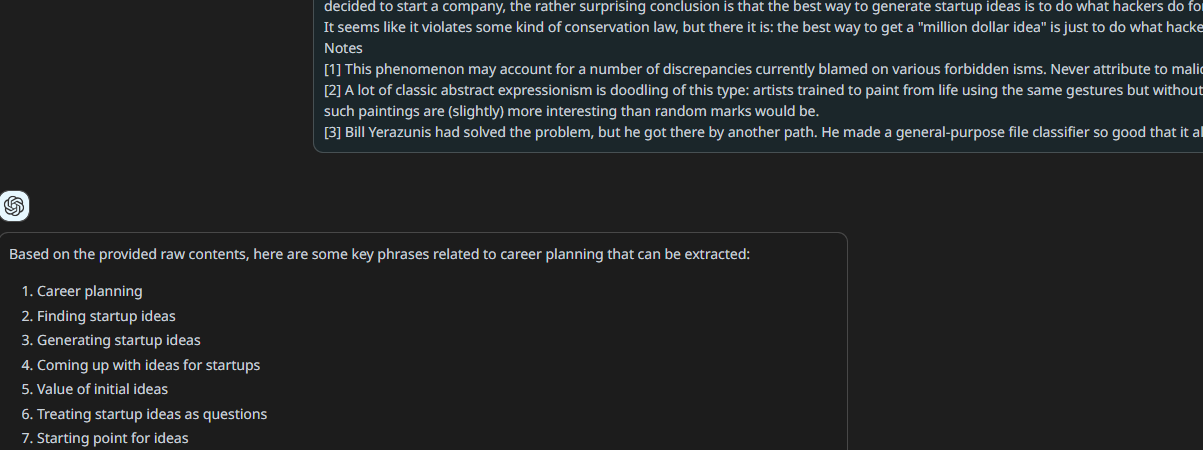 decided to start a company, the rather surprising conclusion is that the best way to generate startup ideas is to do what hackers do
It seems like it violates some kind of conservation law, but there it is: the best way to get a "million dollar idea" is just to do what
Notes
[1] This phenomenon may account for a number of discrepancies currently blamed on various forbidden isms. Never attribute to
[2] A lot of classic abstract expressionism is doodling of this type: artists trained to paint from life using the same gestures but without
such paintings are (slightly) more interesting than random marks would be.
[3] Bill Yerazunis had solved the problem, but he got there by another path. He made a general-purpose file classifier so good that it
Based on the provided raw contents, here are some key phrases related to career planning that can be extracted:
1. Career planning
2. Finding startup ideas
3. Generating startup ideas
4. Coming up with ideas for startups
5. Value of initial ideas
6. Treating startup ideas as questions
7. Starting point for ideas